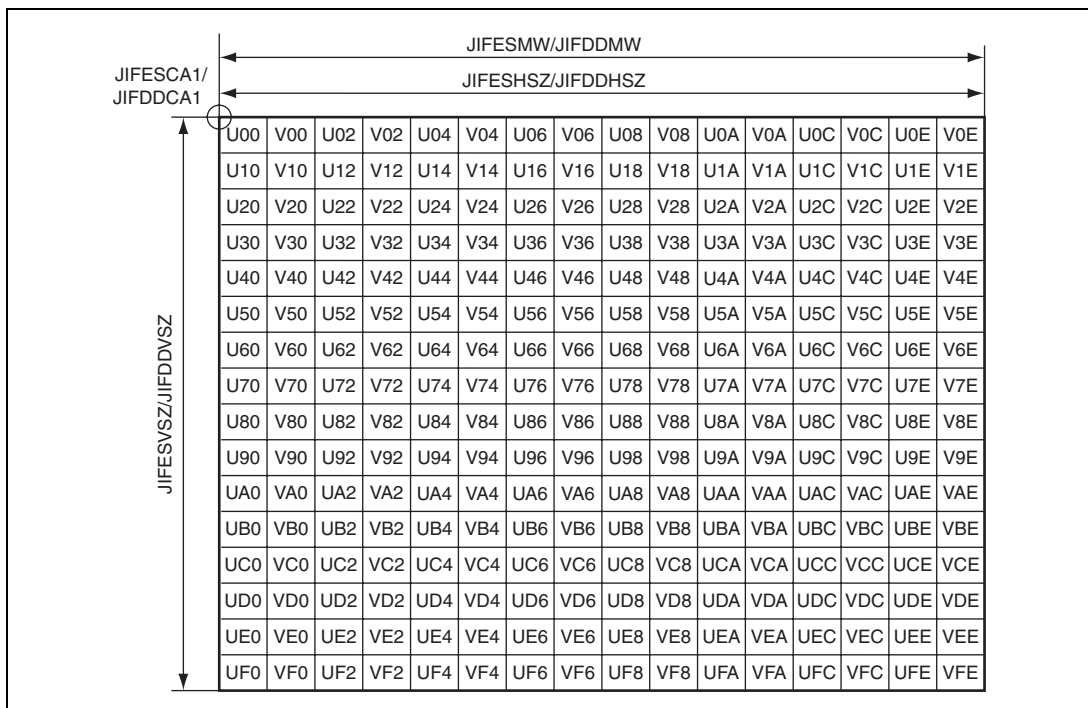 JIFESMW/JIFDDMW
JIFESCA1/
JIFDDCA1
JIFESHSZ/JIFDDHSZ
JIFESVSZ/JIFDDVSZ
U00 V00 U02 V02 U04 V04 U06 V06 U08 V08 U0A V0A U0C V0C U0E V0E
U10 V10 U12 V12 U14 V14 U16 V16 U18 V18 U1A V1A U1C V1C U1E V1E
U20 V20 U22 V22 U24 V24 U26 V26 U28 V28 U2A V2A U2C V2C U2E V2E
U30 V30 U32 V32 U34 V34 U36 V36 U38 V38 U3A V3A U3C V3C U3E V3E
U40 V40 U42 V42 U44 V44 U46 V46 U48 V48 U4A V4A U4C V4C U4E V4E
U50 V50 U52 V52 U54 V54 U56 V56 U58 V58 U5A V5A U5C V5C U5E V5E
U60 V60 U62 V62 U64 V64 U66 V66 U68 V68 U6A V6A U6C V6C U6E V6E
U70 V70 U72 V72 U74 V74 U76 V76 U78 V78 U7A V7A U7C V7C U7E V7E
U80 V80 U82 V82 U84 V84 U86 V86 U88 V88 U8A V8A U8C V8C U8E V8E
U90 V90 U92 V92 U94 V94 U96 V96 U98 V98 U9A V9A U9C V9C U9E V9E
UA0 VA0 UA2 VA2 UA4 VA4 UA6 VA6 UA8 VA8 UAA VAA UAC VAC UAE VAE
UB0 VB0 UB2 VB2 UB4 VB4 UB6 VB6 UB8 VB8 UBA VBA UBC VBC UBE VBE
UC0 VC0 UC2 VC2 UC4 VC4 UC6 VC6 UC8 VC8 UCA VCA UCC VCC UCE VCE
UD0 VD0 UD2 VD2 UD4 VD4 UD6 VD6 UD8 VD8 UDA VDA UDC VDC UDE VDE
UE0 VE0 UE2 VE2 UE4 VE4 UE6 VE6 UE8 VE8 UEA VEA UEC VEC UEE VEE
UF0 VF0 UF2 VF2 UF4 VF4 UF6 VF6 UF8 VF8 UFA VFA UFC VFC UFE VFE